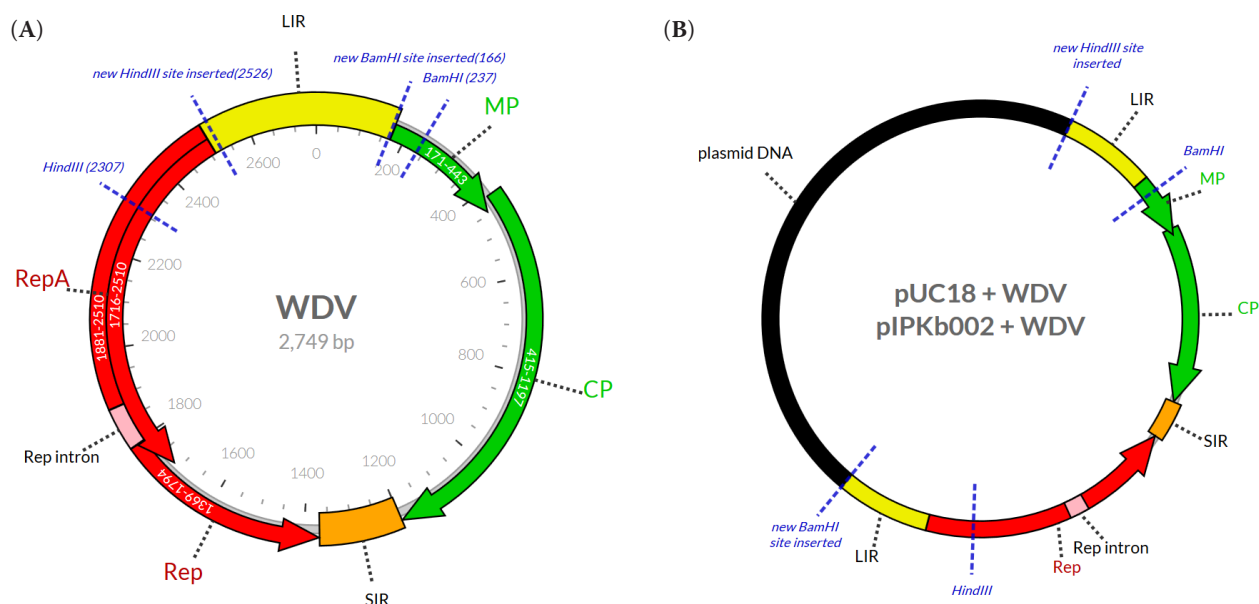 (A)
LIR
new HindIII site inserted(2526)
new BamHI site inserted(166)
BamHI (237)
MP
HindIII (2307)
0
200
400
600
800
1000
1200
1400
1600
1800
2000
2200
2400
2600
171-443
415-1197
1369-1794
1881-2510
1716-2510
RepA
WDV
2,749 bp
CP
Rep intron
Rep
SIR
(B)
new HindIII site
inserted
LIR
BamHI
MP
plasmid DNA
pUC18 + WDV
pIPKb002 + WDV
CP
SIR
new BamHI
site inserted
LIR
HindIII
Rep
Rep intron